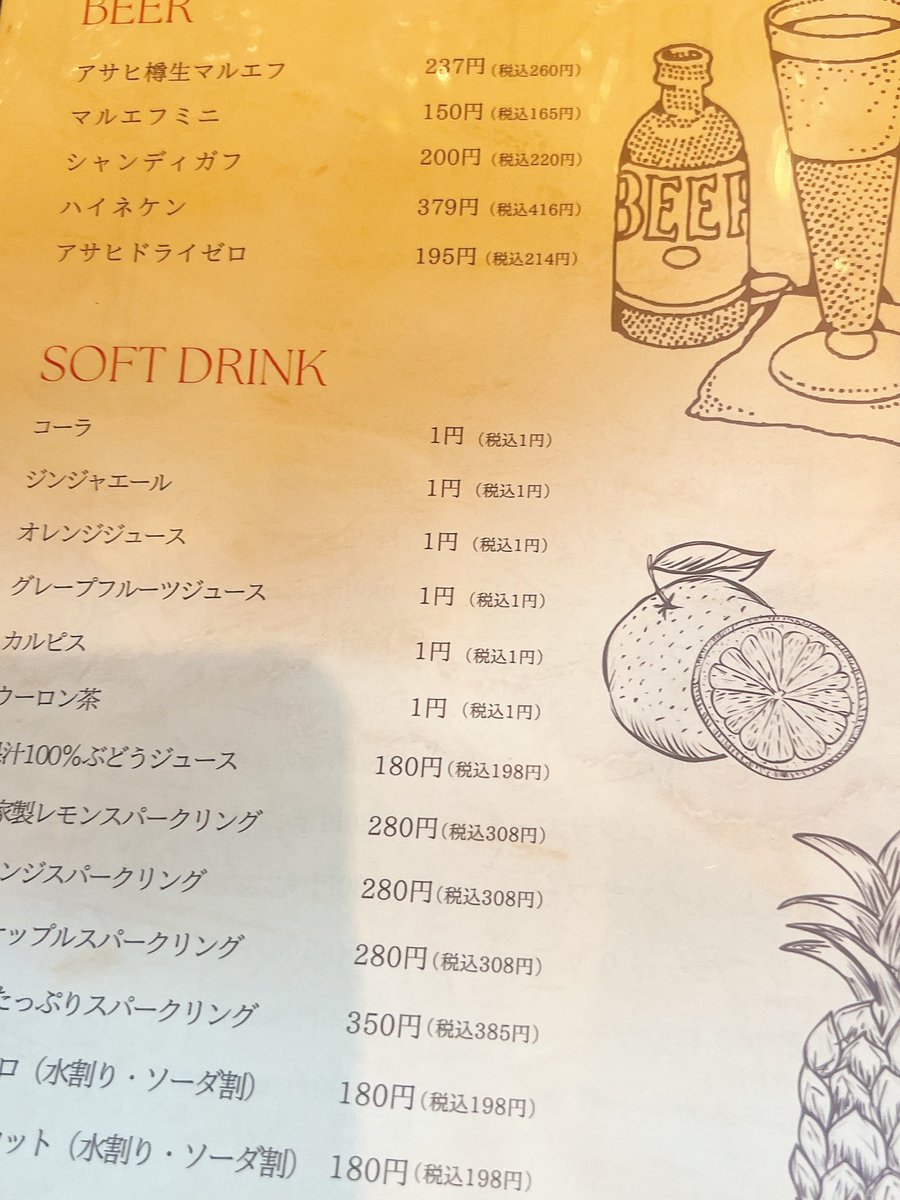 BEER
アサヒ樽生マルエフ 237円(税込260円)
マルエフミニ 150円(税込165円)
シャンディガフ 200円(税込220円)
ハイネケン 379円(税込416円)
アサヒドライゼロ 195円(税込214円)
BEER
SOFT DRINK
コーラ 1円(税込1円)
ジンジャエール 1円(税込1円)
オレンジジュース 1円(税込1円)
グレープフルーツジュース 1円(税込1円)
カルピス 1円(税込1円)
ウーロン茶 1円(税込1円)
汁100%ぶどうジュース 180円(税込198円)
家製レモンスパークリング 280円(税込308円)
ンジスパークリング 280円(税込308円)
ップルスパークリング 280円(税込308円)
たっぷりスパークリング 350円(税込385円)
ロ(水割り・ソーダ割) 180円(税込198円)
ット(水割り・ソーダ割) 180円(税込198円)